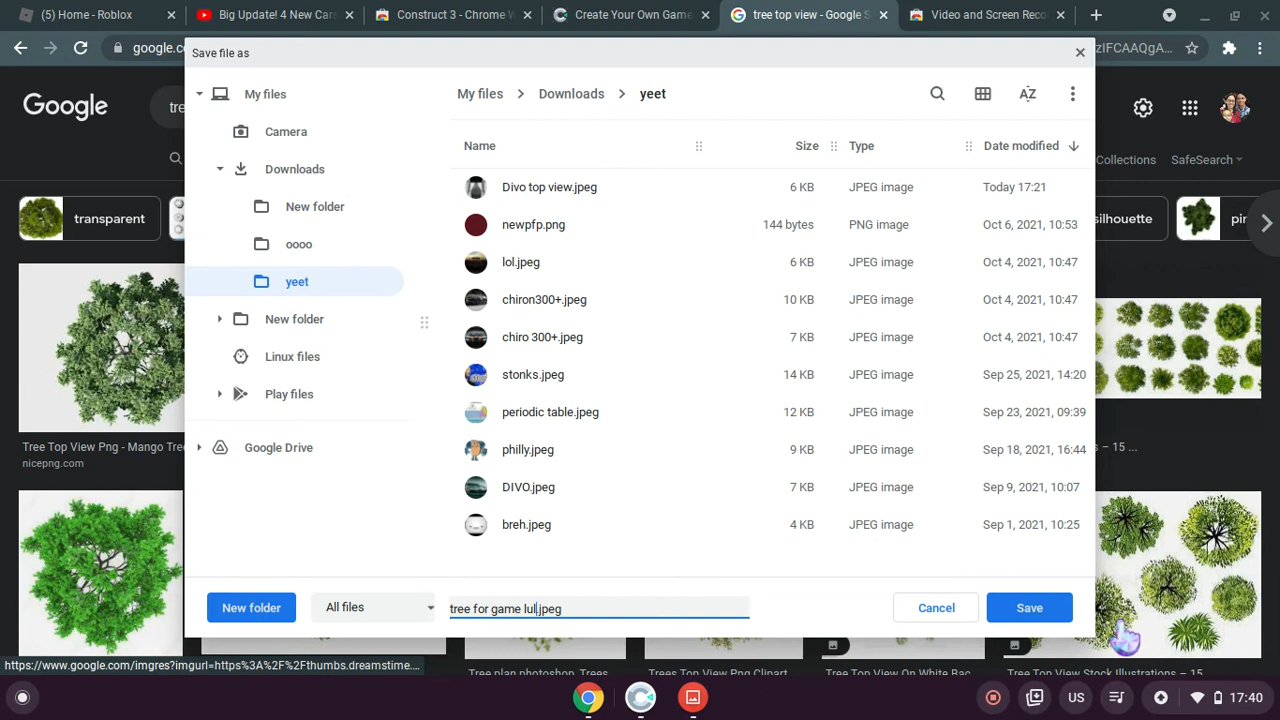 (5) Home - Roblox
Big Update! 4 New Cars
Construct 3 - Chrome W
Create Your Own Game
tree top view - Google S
Video and Screen Reco
google.co
zIFCAAQgA...
Save file as
Google
tre
My files
Camera
Downloads
New folder
oooo
yeet
New folder
Linux files
Play files
Google Drive
My files > Downloads > yeet
Name Size Type Date modified
Divo top view.jpeg 6 KB JPEG image Today 17:21
newpfp.png 144 bytes PNG image Oct 6, 2021, 10:53
lol.jpeg 6 KB JPEG image Oct 4, 2021, 10:47
chiron300+.jpeg 10 KB JPEG image Oct 4, 2021, 10:47
chiro 300+.jpeg 7 KB JPEG image Oct 4, 2021, 10:47
stonks.jpeg 14 KB JPEG image Sep 25, 2021, 14:20
periodic table.jpeg 12 KB JPEG image Sep 23, 2021, 09:39
philly.jpeg 9 KB JPEG image Sep 18, 2021, 16:44
DIVO.jpeg 7 KB JPEG image Sep 9, 2021, 10:07
breh.jpeg 4 KB JPEG image Sep 1, 2021, 10:25
New folder All files tree for game lul.jpeg Cancel Save
Collections SafeSearch
transparent
silhouette
pin
Tree Top View Png - Mango Tree
nicepng.com
s – 15 ...
https://www.google.com/imgres?imgurl=https%3A%2F%2Fthumbs.dreamstime....
Tree plan photoshop, Trees
Trees Top View Png Clipart
Tree Top View On White Bac
Tree Top View Stock Illustrations – 15
US
17:40